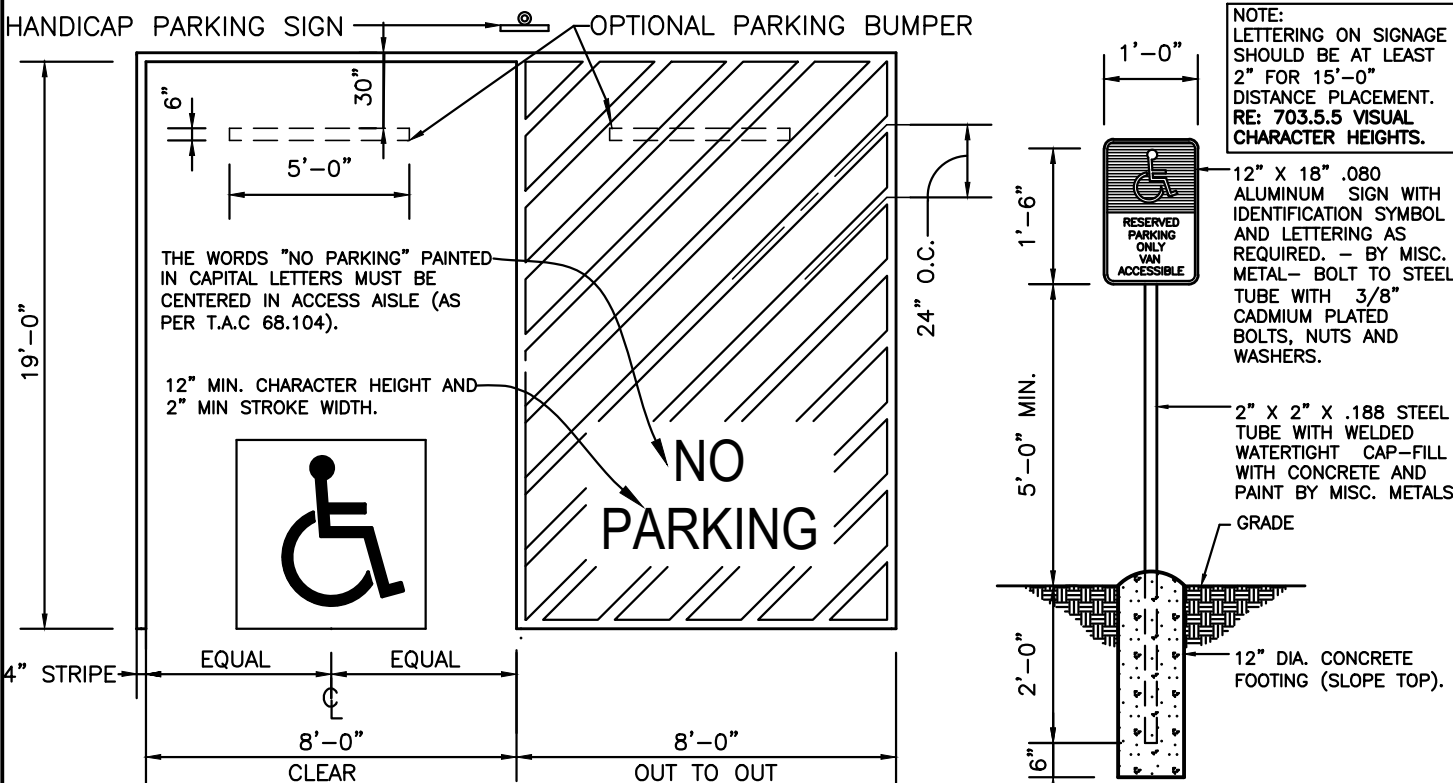 HANDICAP PARKING SIGN
OPTIONAL PARKING BUMPER
6"
30"
5'-0"
19'-0"
THE WORDS "NO PARKING" PAINTED
IN CAPITAL LETTERS MUST BE
CENTERED IN ACCESS AISLE (AS
PER T.A.C 68.104).
12" MIN. CHARACTER HEIGHT AND
2" MIN STROKE WIDTH.
NO
PARKING
24" O.C.
4" STRIPE
EQUAL
EQUAL
CL
8'-0"
CLEAR
8'-0"
OUT TO OUT
NOTE:
LETTERING ON SIGNAGE
SHOULD BE AT LEAST
2" FOR 15'-0"
DISTANCE PLACEMENT.
RE: 703.5.5 VISUAL
CHARACTER HEIGHTS.
1'-0"
1'-6"
RESERVED
PARKING
ONLY
VAN
ACCESSIBLE
12" X 18" .080
ALUMINUM SIGN WITH
IDENTIFICATION SYMBOL
AND LETTERING AS
REQUIRED. – BY MISC.
METAL– BOLT TO STEEL
TUBE WITH 3/8"
CADMIUM PLATED
BOLTS, NUTS AND
WASHERS.
5'-0" MIN.
2" X 2" X .188 STEEL
TUBE WITH WELDED
WATERTIGHT CAP-FILL
WITH CONCRETE AND
PAINT BY MISC. METALS
GRADE
2'-0"
12" DIA. CONCRETE
FOOTING (SLOPE TOP).
6"